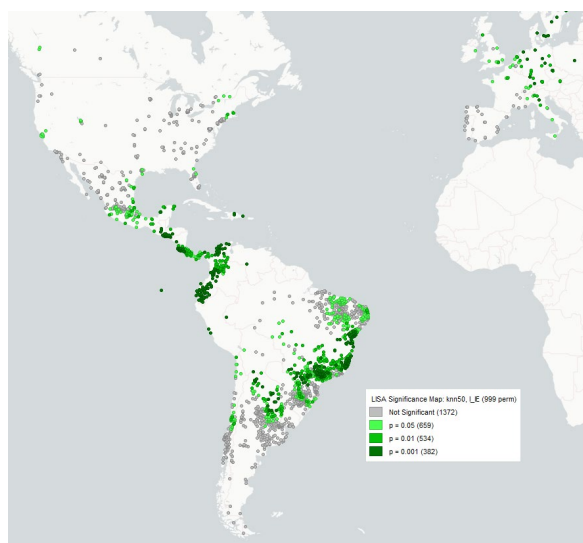 LISA Significance Map: knn50, I_IE (999 perm)
Not Significant (1372)
p = 0.05 (659)
p = 0.01 (534)
p = 0.001 (382)